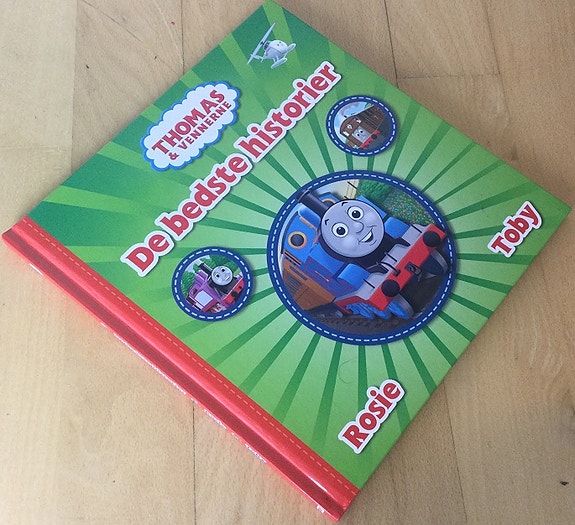 THOMAS
& VENNERNE
De bedste historier
Toby
Rosie